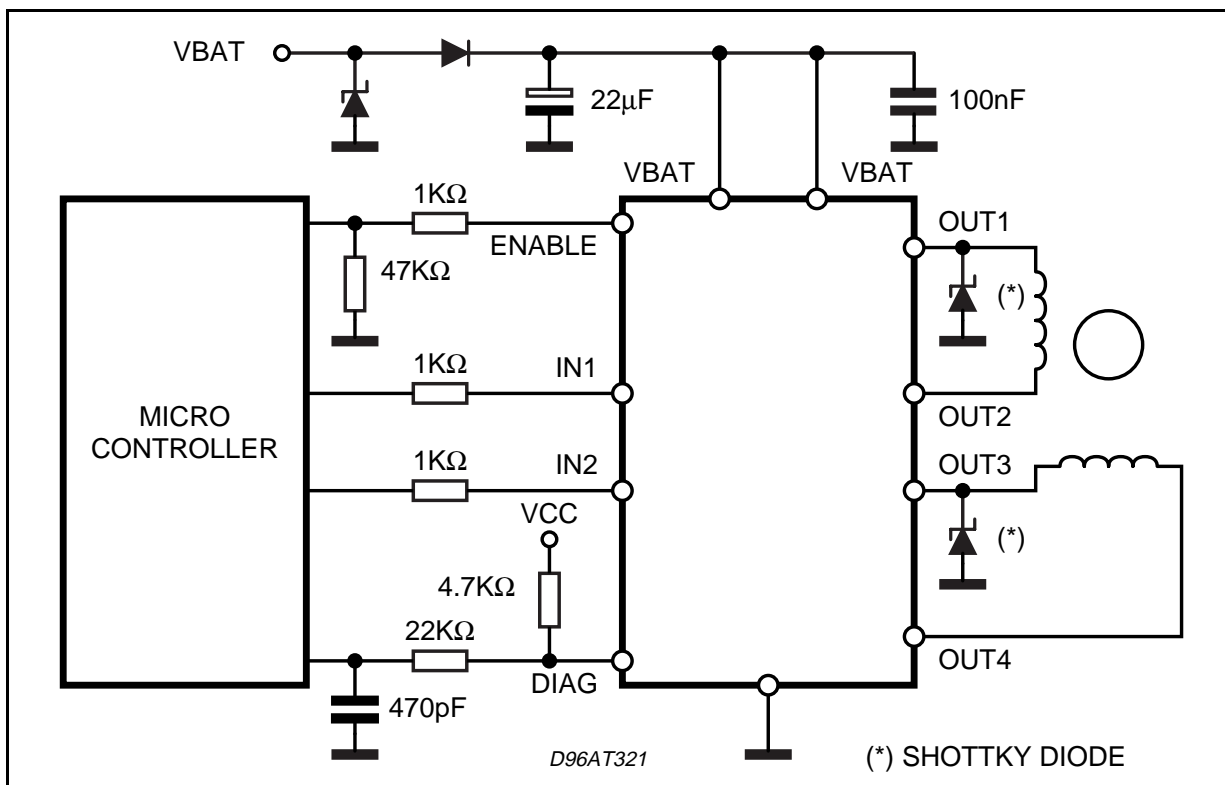 VBAT
22μF
100nF
VBAT
VBAT
1KΩ
ENABLE
OUT1
47KΩ
(*)
1KΩ
IN1
MICRO
CONTROLLER
OUT2
1KΩ
IN2
OUT3
VCC
(*)
4.7KΩ
22KΩ
DIAG
OUT4
470pF
D96AT321
(*) SHOTTKY DIODE